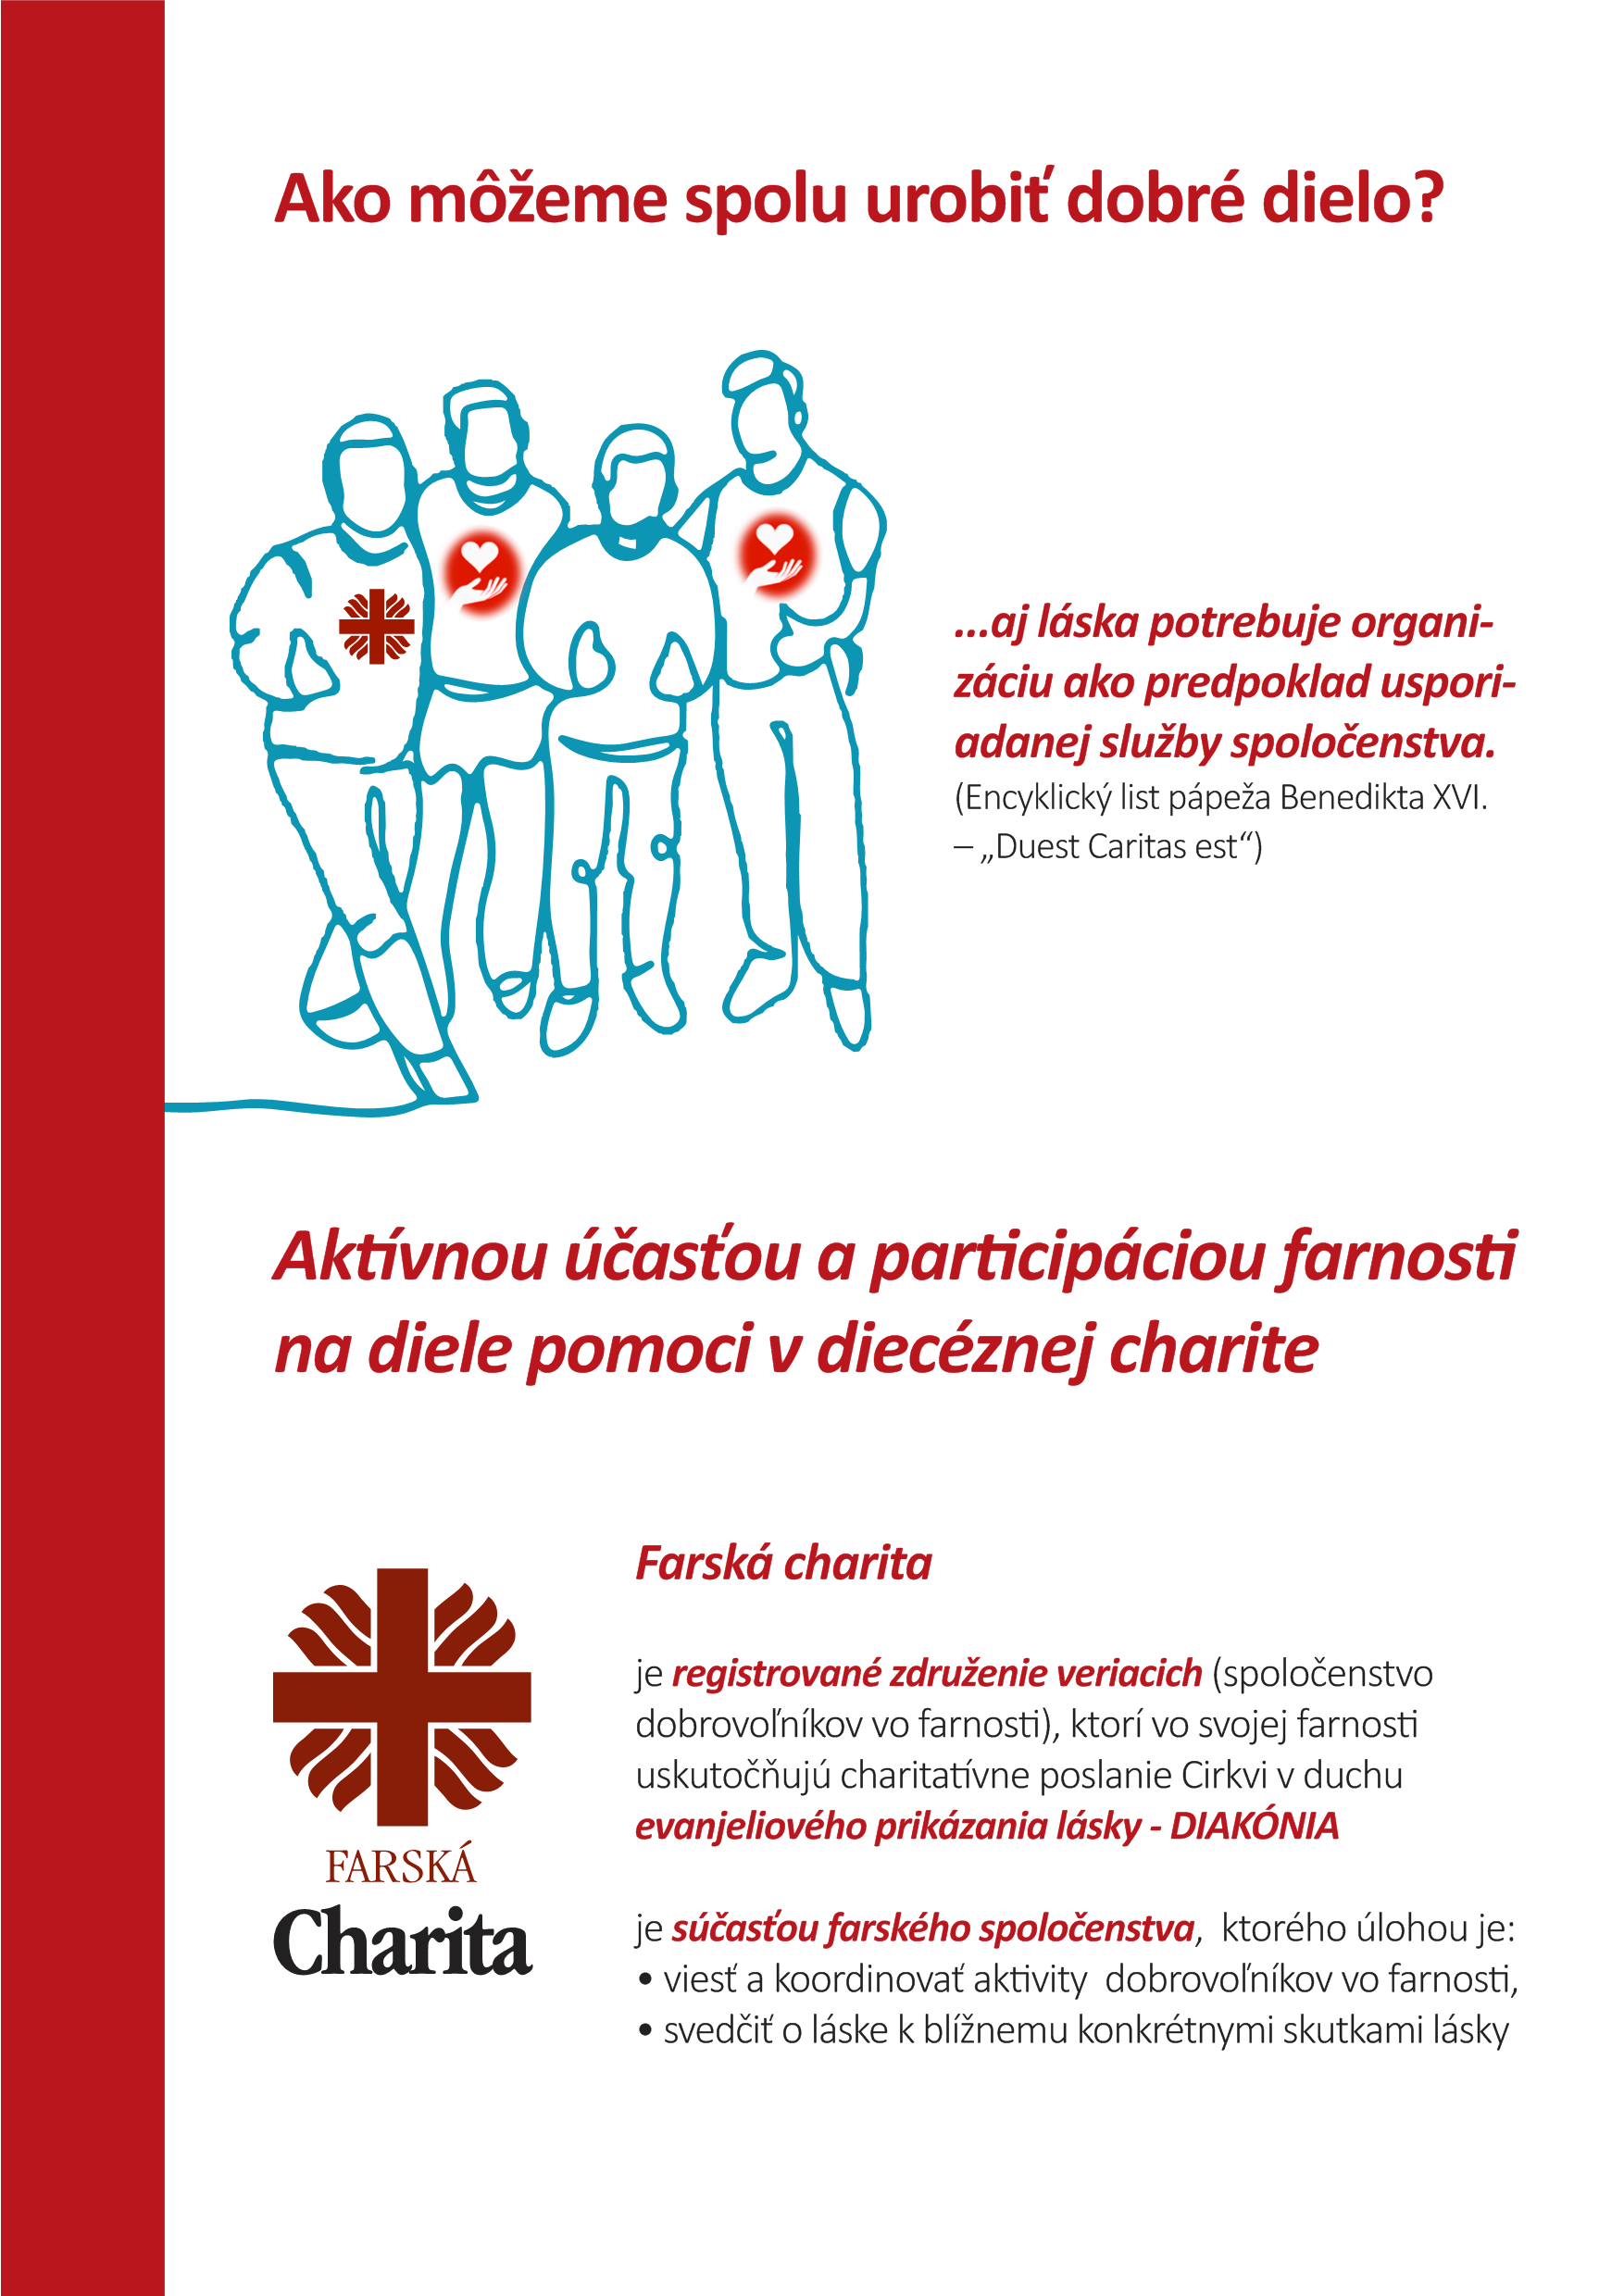 Ako môžeme spolu urobiť dobré dielo?
...aj láska potrebuje organi-
záciu ako predpoklad uspori-
adanej služby spoločenstva.
(Encyklický list pápeža Benedikta XVI.
– „Duest Caritas est“)
Aktívnou účasťou a participáciou farnosti
na diele pomoci v diecéznej charite
FARSKÁ
Charita
Farská charita
je registrované združenie veriacich (spoločenstvo
dobrovoľníkov vo farnosti), ktorí vo svojej farnosti
uskutočňujú charitatívne poslanie Cirkvi v duchu
evanjeliového prikázania lásky - DIAKÓNIA
je súčasťou farského spoločenstva, ktorého úlohou je:
• viesť a koordinovať aktivity dobrovoľníkov vo farnosti,
• svedčiť o láske k blížnemu konkrétnymi skutkami lásky